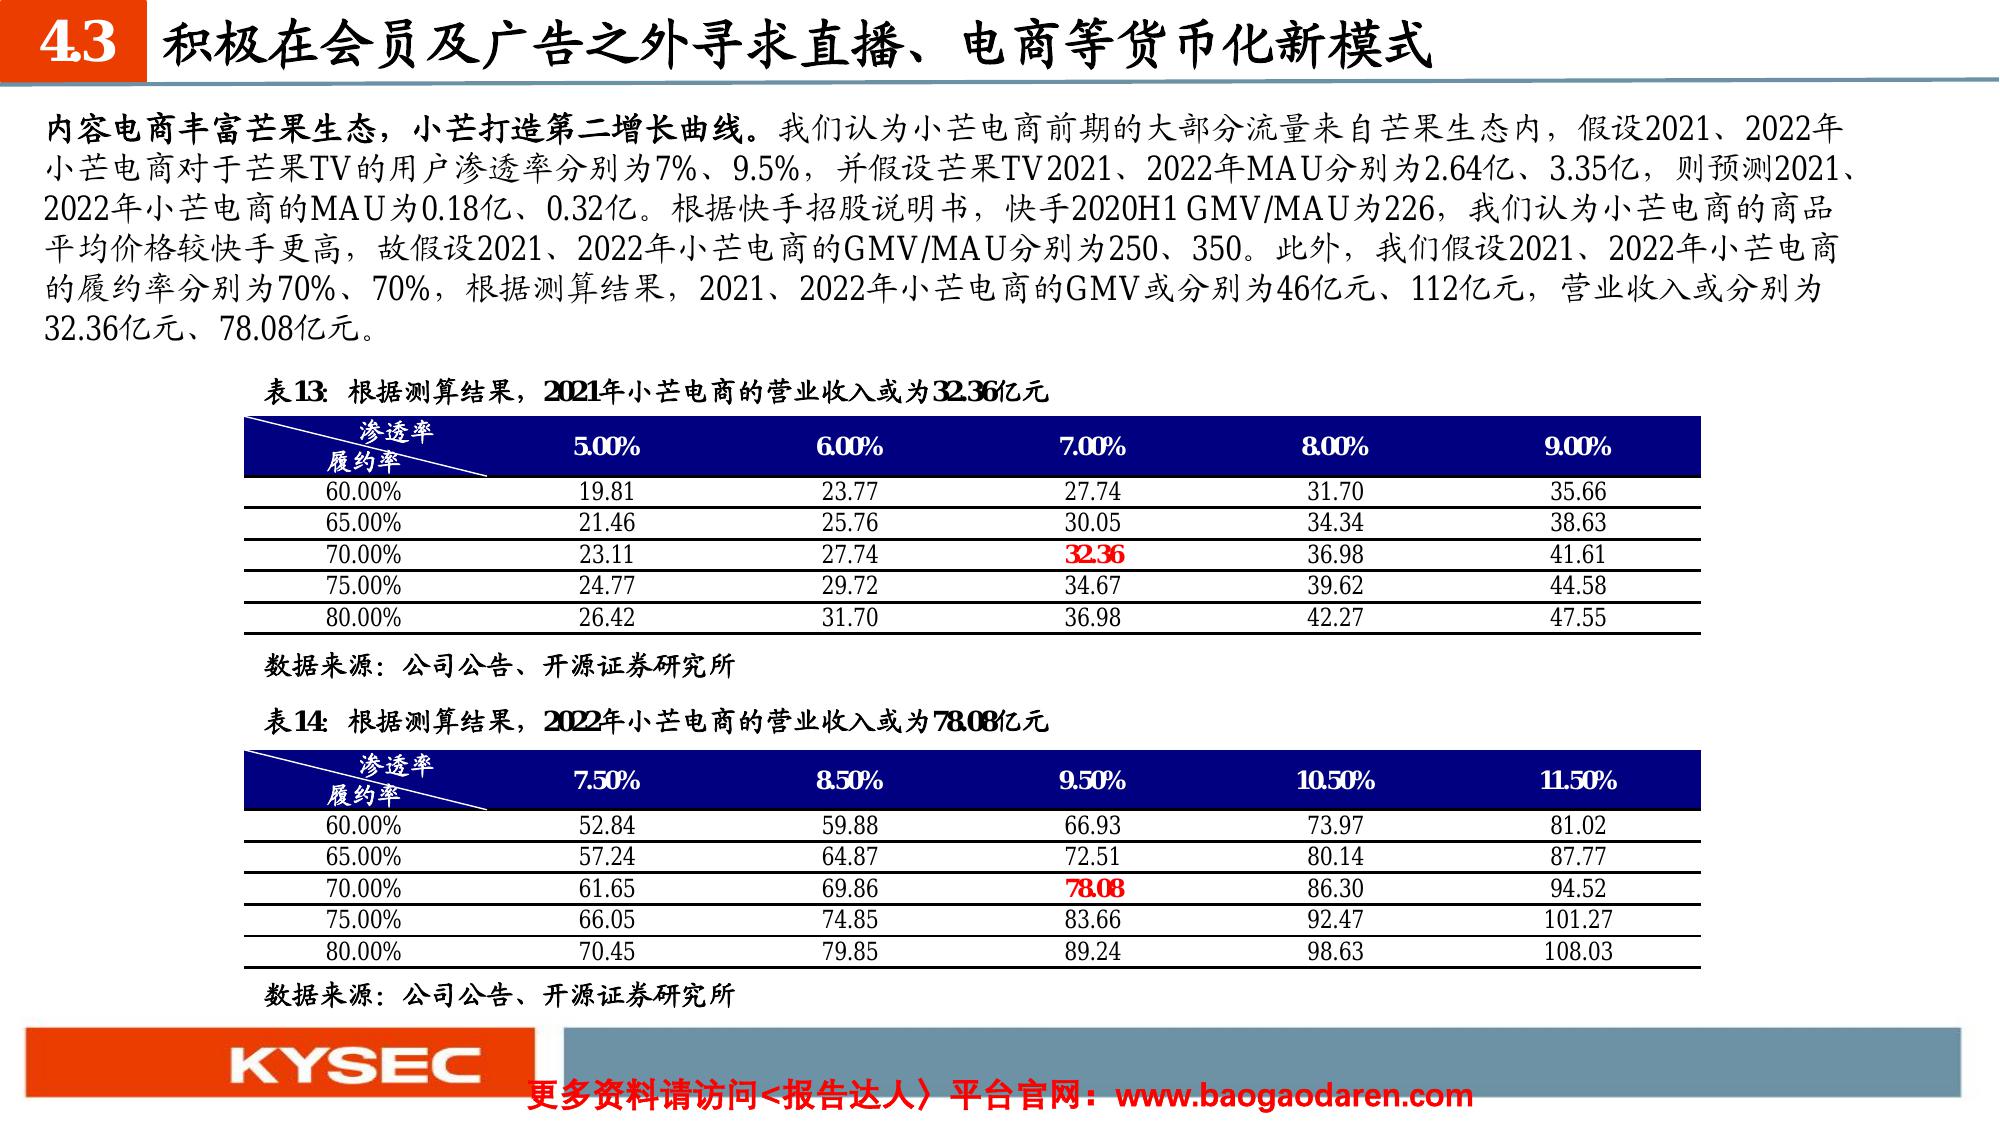 4.3 积极在会员及广告之外寻求直播、电商等货币化新模式
内容电商丰富芒果生态，小芒打造第二增长曲线。我们认为小芒电商前期的大部分流量来自芒果生态内，假设2021、2022年
小芒电商对于芒果TV的用户渗透率分别为7%、9.5%，并假设芒果TV2021、2022年MAU分别为2.64亿、3.35亿，则预测2021、
2022年小芒电商的MAU为0.18亿、0.32亿。根据快手招股说明书，快手2020H1 GMV/MAU为226，我们认为小芒电商的商品
平均价格较快手更高，故假设2021、2022年小芒电商的GMV/MAU分别为250、350。此外，我们假设2021、2022年小芒电商
的履约率分别为70%、70%，根据测算结果，2021、2022年小芒电商的GMV或分别为46亿元、112亿元，营业收入或分别为
32.36亿元、78.08亿元。
表13：根据测算结果，2021年小芒电商的营业收入或为32.36亿元
渗透率
履约率 5.00% 6.00% 7.00% 8.00% 9.00%
60.00% 19.81 23.77 27.74 31.70 35.66
65.00% 21.46 25.76 30.05 34.34 38.63
70.00% 23.11 27.74 32.36 36.98 41.61
75.00% 24.77 29.72 34.67 39.62 44.58
80.00% 26.42 31.70 36.98 42.27 47.55
数据来源：公司公告、开源证券研究所
表14：根据测算结果，2022年小芒电商的营业收入或为78.08亿元
渗透率
履约率 7.50% 8.50% 9.50% 10.50% 11.50%
60.00% 52.84 59.88 66.93 73.97 81.02
65.00% 57.24 64.87 72.51 80.14 87.77
70.00% 61.65 69.86 78.08 86.30 94.52
75.00% 66.05 74.85 83.66 92.47 101.27
80.00% 70.45 79.85 89.24 98.63 108.03
数据来源：公司公告、开源证券研究所
KYSEC
更多资料请访问<报告达人〉平台官网：www.baogaodaren.com